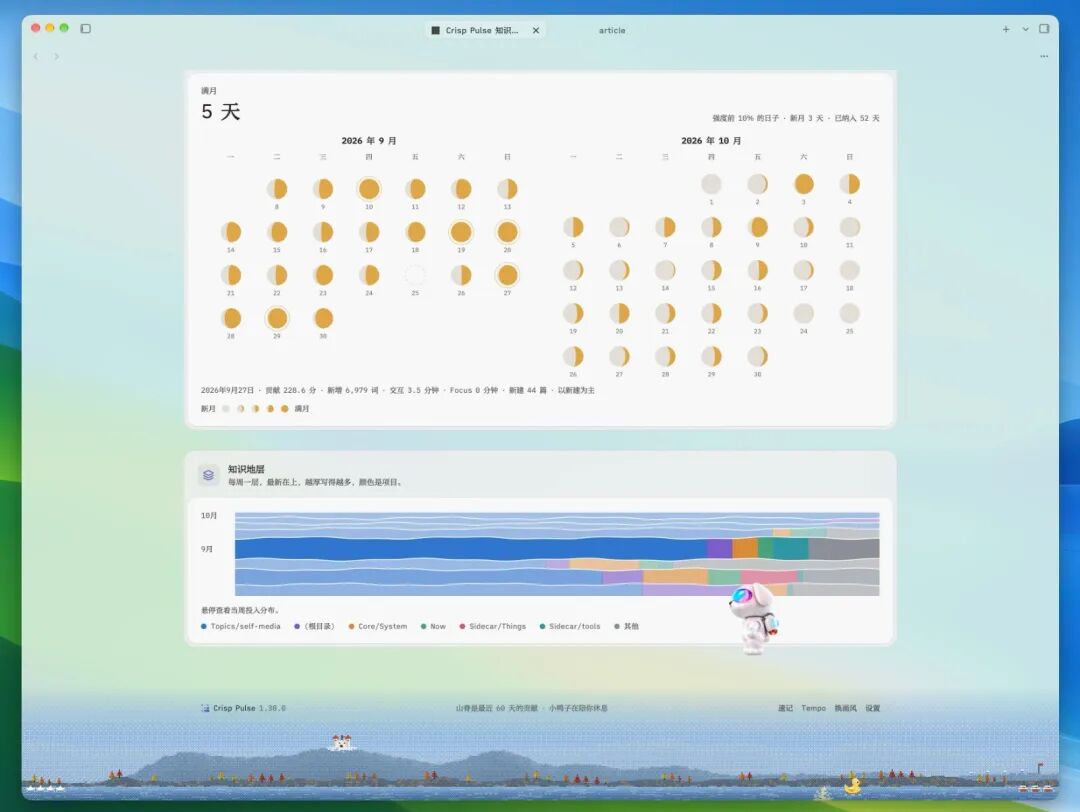 Crisp Pulse 知识...
article
满月
5 天
强度前 10% 的日子 · 新月 3 天 · 已纳入 52 天
2026 年 9 月
一 二 三 四 五 六 日
8 9 10 11 12 13
14 15 16 17 18 19 20
21 22 23 24 25 26 27
28 29 30
2026 年 10 月
一 二 三 四 五 六 日
1 2 3 4
5 6 7 8 9 10 11
12 13 14 15 16 17 18
19 20 21 22 23 24 25
26 27 28 29 30
2026年9月27日 · 贡献 228.6 分 · 新增 6,979 词 · 交互 3.5 分钟 · Focus 0 分钟 · 新建 44 篇 · 以新建为主
新月 满月
知识地层
每周一层，最新在上，越厚写得越多，颜色是项目。
10月
9月
悬停查看当周投入分布。
Topics/self-media (根目录) Core/System Now Sidecar/Things Sidecar/tools 其他
Crisp Pulse 1.38.0
山脊是最近 60 天的贡献 · 小鸭子在陪你休息
速记 Tempo 换画风 设置